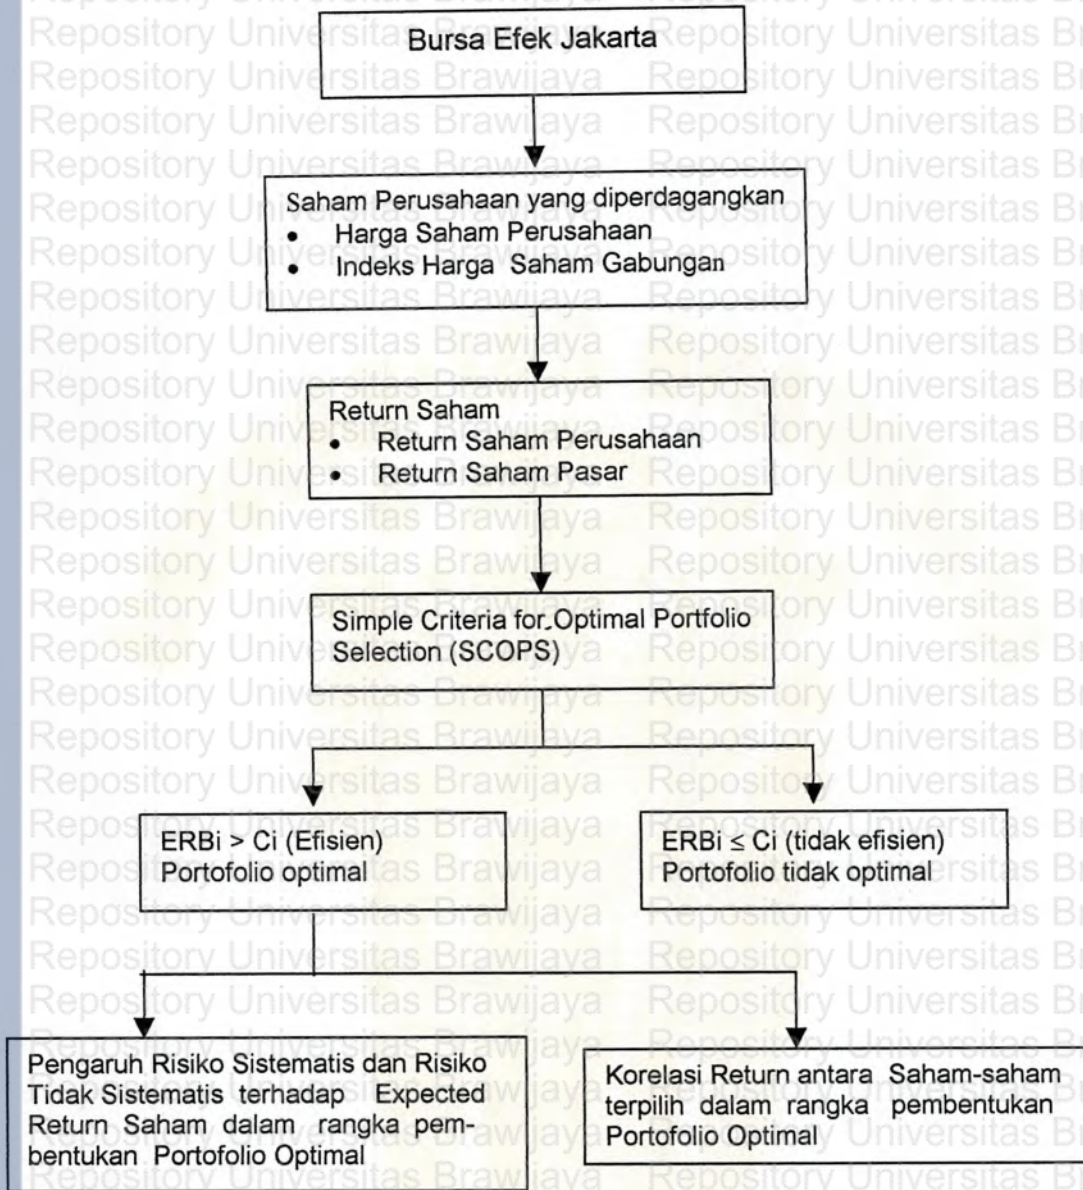 Bursa Efek Jakarta
Saham Perusahaan yang diperdagangkan
• Harga Saham Perusahaan
• Indeks Harga Saham Gabungan
Return Saham
• Return Saham Perusahaan
• Return Saham Pasar
Simple Criteria for Optimal Portfolio
Selection (SCOPS)
ERBi > Ci (Efisien)
Portofolio optimal
ERBi ≤ Ci (tidak efisien)
Portofolio tidak optimal
Pengaruh Risiko Sistematis dan Risiko
Tidak Sistematis terhadap Expected
Return Saham dalam rangka pem-
bentukan Portofolio Optimal
Korelasi Return antara Saham-saham
terpilih dalam rangka pembentukan
Portofolio Optimal